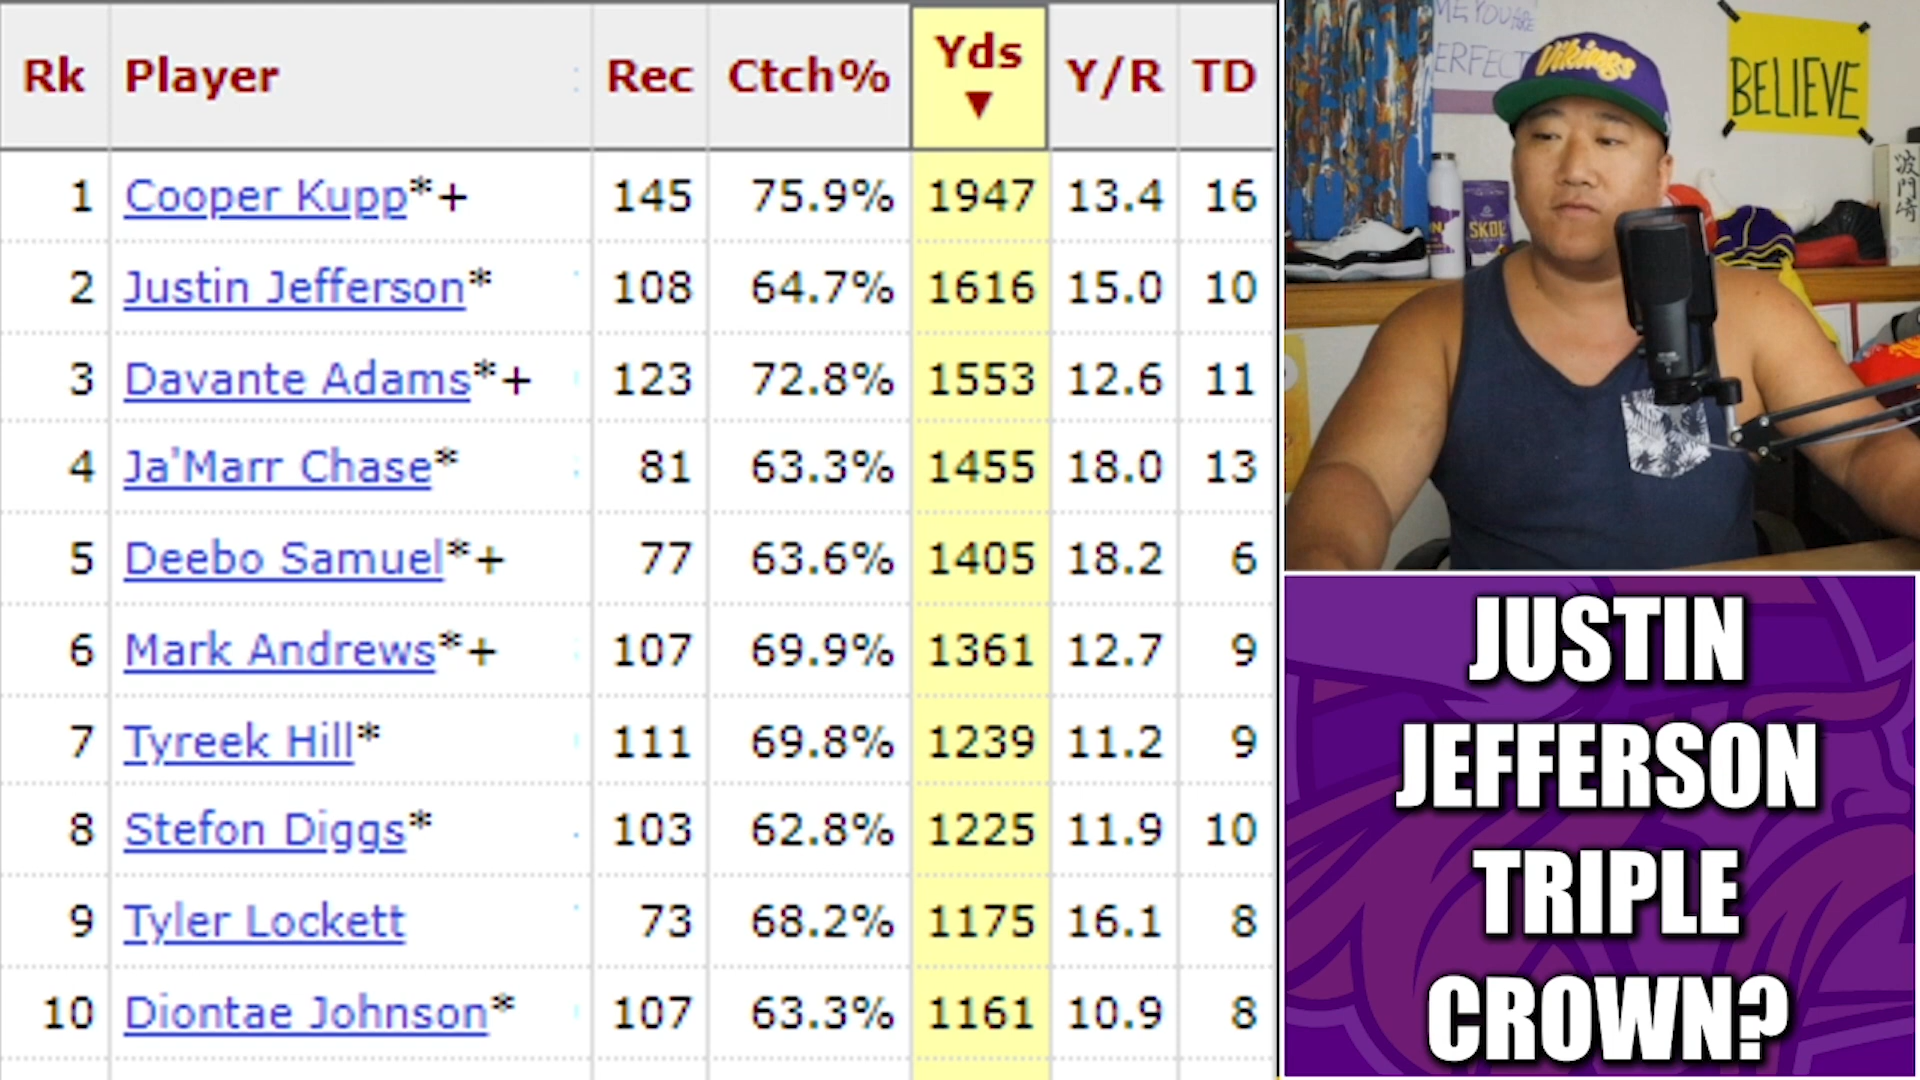 Rk Player Rec Ctch% Yds ▼ Y/R TD
1 Cooper Kupp*+ 145 75.9% 1947 13.4 16
2 Justin Jefferson* 108 64.7% 1616 15.0 10
3 Davante Adams*+ 123 72.8% 1553 12.6 11
4 Ja'Marr Chase* 81 63.3% 1455 18.0 13
5 Deebo Samuel*+ 77 63.6% 1405 18.2 6
6 Mark Andrews*+ 107 69.9% 1361 12.7 9
7 Tyreek Hill* 111 69.8% 1239 11.2 9
8 Stefon Diggs* 103 62.8% 1225 11.9 10
9 Tyler Lockett 73 68.2% 1175 16.1 8
10 Diontae Johnson* 107 63.3% 1161 10.9 8
ME YOU ARE
PERFECT
Vikings
BELIEVE
SKOL
JUSTIN
JEFFERSON
TRIPLE
CROWN?